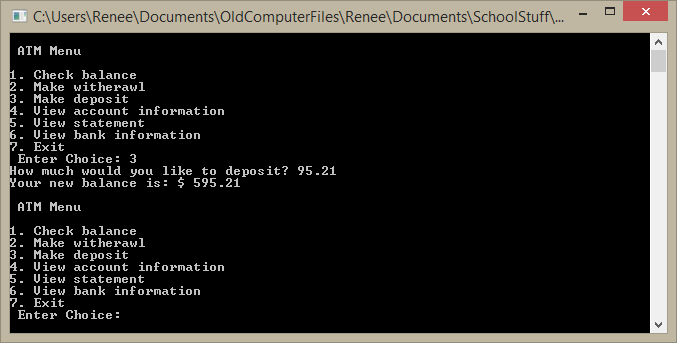 C:\Users\Renee\Documents\OldComputerFiles\Renee\Documents\SchoolStuff\...
ATM Menu
1. Check balance
2. Make witherawl
3. Make deposit
4. View account information
5. View statement
6. View bank information
7. Exit
Enter Choice: 3
How much would you like to deposit? 95.21
Your new balance is: $ 595.21
ATM Menu
1. Check balance
2. Make witherawl
3. Make deposit
4. View account information
5. View statement
6. View bank information
7. Exit
Enter Choice: